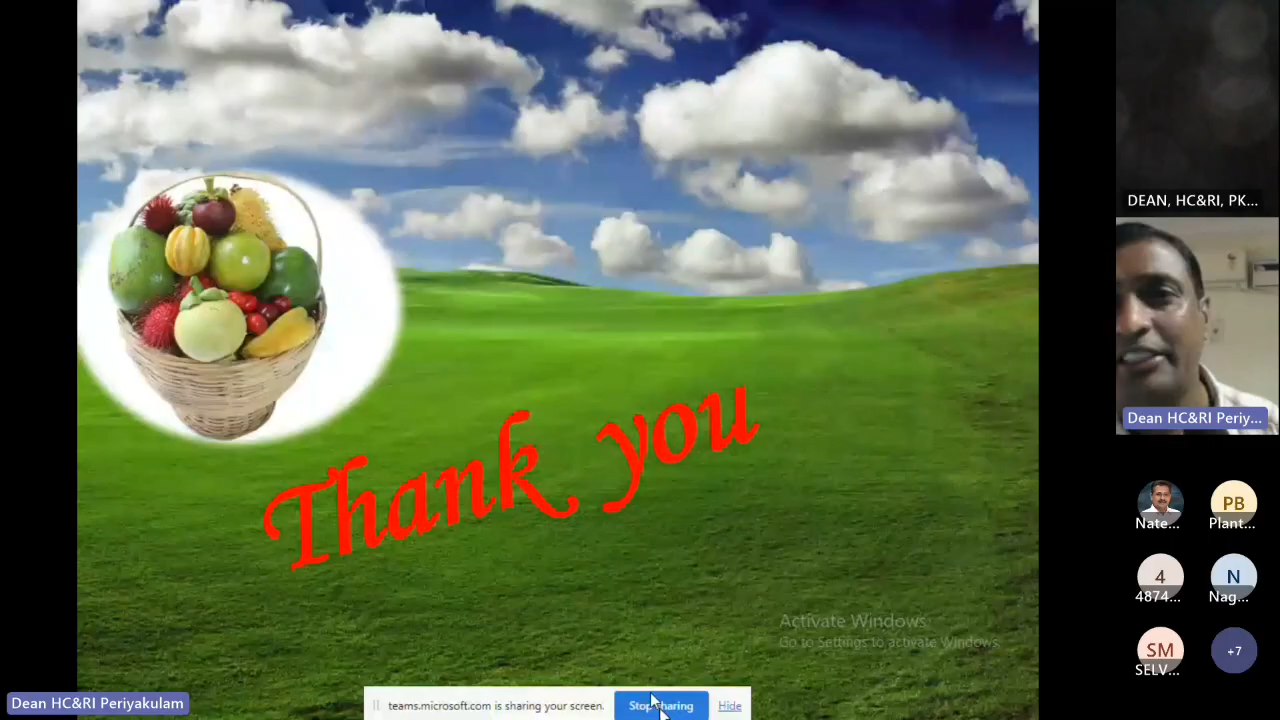 DEAN, HC&RI, PK...
Dean HC&RI Periy...
Thank you
Nate...
PB
Plant...
4
4874...
N
Nag...
SM
SELV...
+7
Activate Windows
Go to Settings to activate Windows.
teams.microsoft.com is sharing your screen.
Stop sharing
Hide
Dean HC&RI Periyakulam